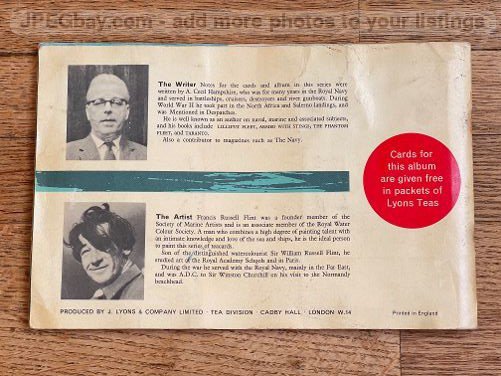 JPEGbay.com - add more photos to your listings
The Writer Notes for the cards and album in this series were
written by A. Cecil Hampshire, who was for many years in the Royal Navy
and served in battleships, cruisers, destroyers and river gunboats. During
World War II he took part in the North Africa and Salerno landings, and
was Mentioned in Despatches.
He is well known as an author on naval, marine and associated subjects,
and his books include LILLIPUT FLEET, ARMED WITH STINGS, THE PHANTOM
FLEET, and TARANTO.
Also a contributor to magazines such as The Navy.
Cards for
this album
are given free
in packets of
Lyons Teas
The Artist Francis Russell Flint was a founder member of the
Society of Marine Artists and is an associate member of the Royal Water
Colour Society. A man who combines a high degree of painting talent with
an intimate knowledge and love of the sea and ships, he is the ideal person
to paint this series of teacards.
Son of the distinguished watercolourist Sir William Russell Flint, he
studied art at the Royal Academy Schools and in Paris.
During the war he served with the Royal Navy, mainly in the Far East,
and was A.D.C. to Sir Winston Churchill on his visit to the Normandy
beachhead.
PRODUCED BY J. LYONS & COMPANY LIMITED · TEA DIVISION · CADBY HALL · LONDON W.14
Printed in England